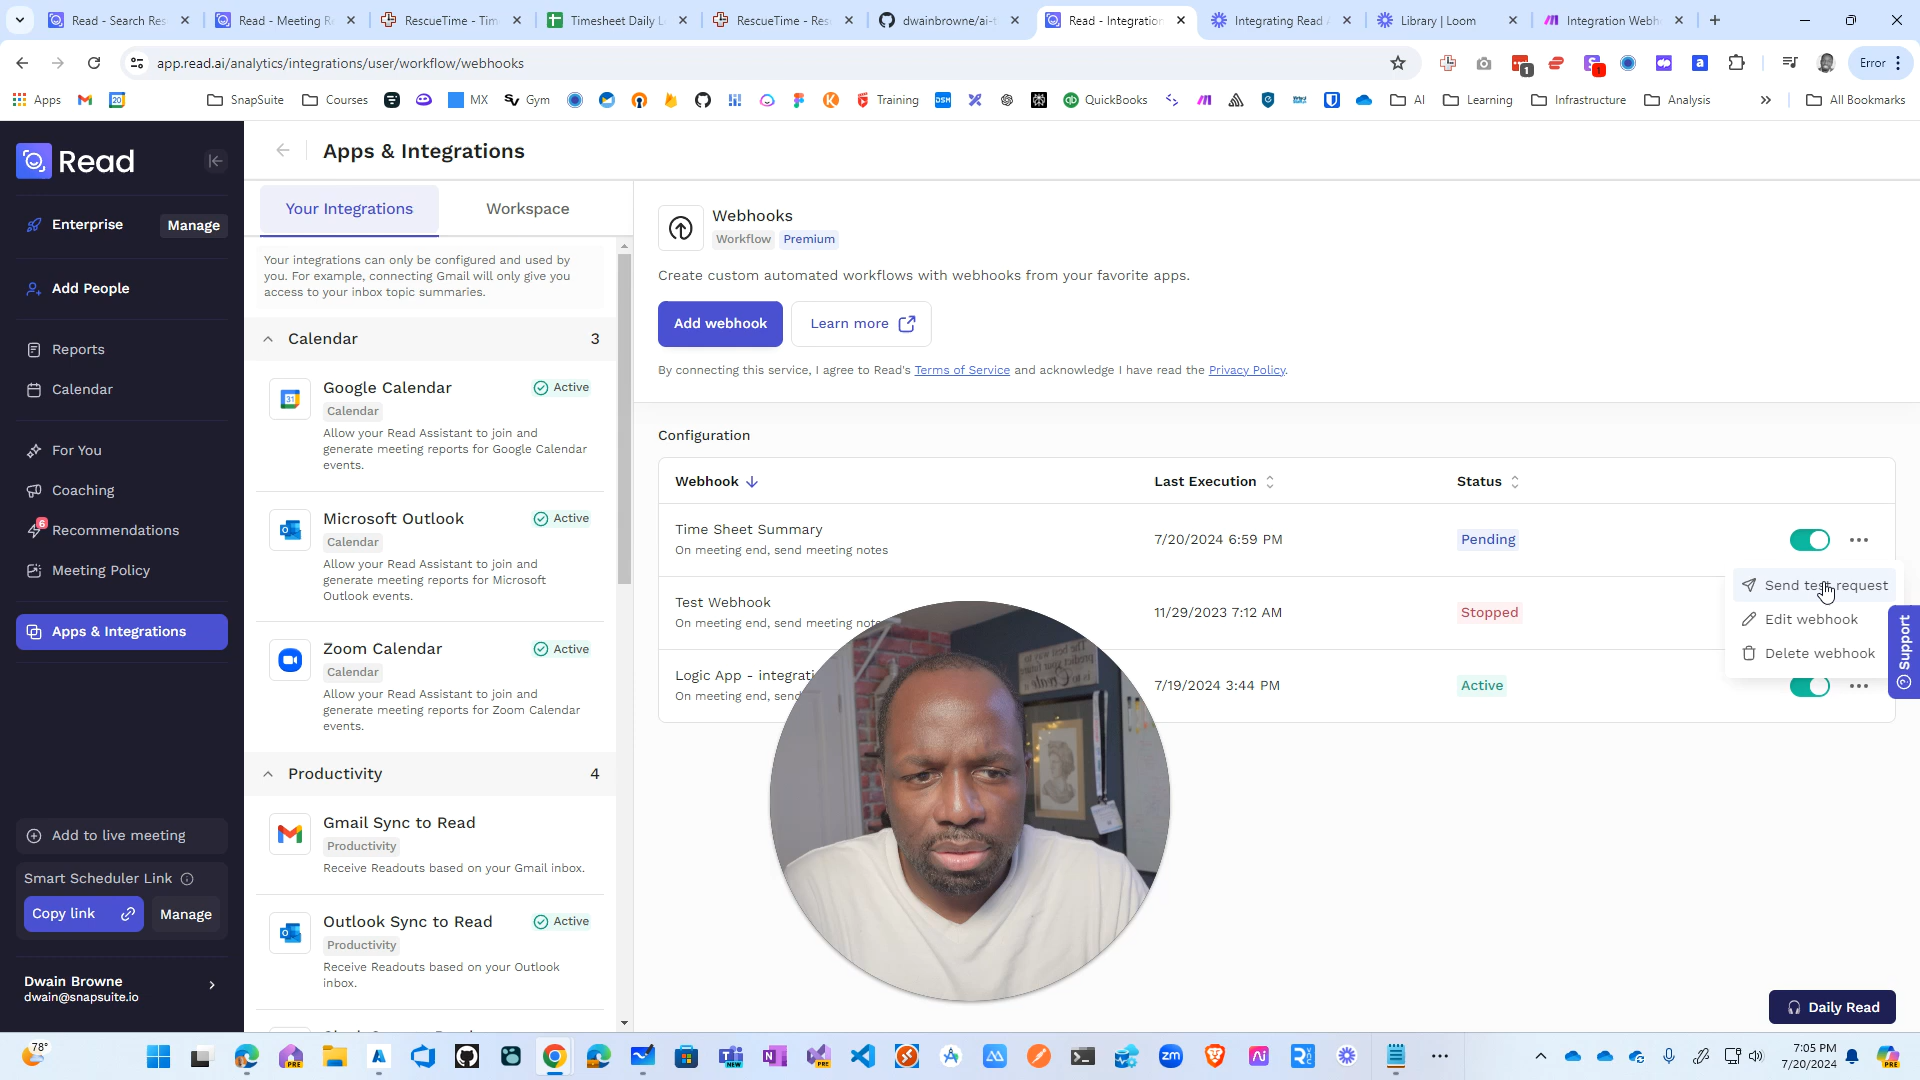 Read - Search Res
Read - Meeting R
RescueTime - Tim
Timesheet Daily L
RescueTime - Res
dwainbrowne/ai-t
Read - Integration
Integrating Read
Library | Loom
Integration Webh
app.read.ai/analytics/integrations/user/workflow/webhooks
1
1
Error
Apps
20
SnapSuite
Courses
MX
Gym
Training
DSM
QuickBooks
AI
Learning
Infrastructure
Analysis
»
All Bookmarks
Read
Enterprise
Manage
Add People
Reports
Calendar
For You
Coaching
6
Recommendations
Meeting Policy
Apps & Integrations
Add to live meeting
Smart Scheduler Link
Copy link
Manage
Dwain Browne
dwain@snapsuite.io
Apps & Integrations
Your Integrations
Workspace
Your integrations can only be configured and used by
you. For example, connecting Gmail will only give you
access to your inbox topic summaries.
Calendar 3
31
Google Calendar
Active
Calendar
Allow your Read Assistant to join and
generate meeting reports for Google Calendar
events.
Microsoft Outlook
Active
Calendar
Allow your Read Assistant to join and
generate meeting reports for Microsoft
Outlook events.
Zoom Calendar
Active
Calendar
Allow your Read Assistant to join and
generate meeting reports for Zoom Calendar
events.
Productivity 4
Gmail Sync to Read
Productivity
Receive Readouts based on your Gmail inbox.
Outlook Sync to Read
Active
Productivity
Receive Readouts based on your Outlook
inbox.
Webhooks
Workflow Premium
Create custom automated workflows with webhooks from your favorite apps.
Add webhook
Learn more
By connecting this service, I agree to Read's Terms of Service and acknowledge I have read the Privacy Policy.
Configuration
Webhook Last Execution Status
Time Sheet Summary
On meeting end, send meeting notes
7/20/2024 6:59 PM
Pending
Test Webhook
On meeting end, send meeting note
11/29/2023 7:12 AM
Stopped
Logic App - integrati
On meeting end, send
7/19/2024 3:44 PM
Active
Send test request
Edit webhook
Delete webhook
Support
Daily Read
78°
PRE
PRE
NEW
zm
7:05 PM
7/20/2024
PRE